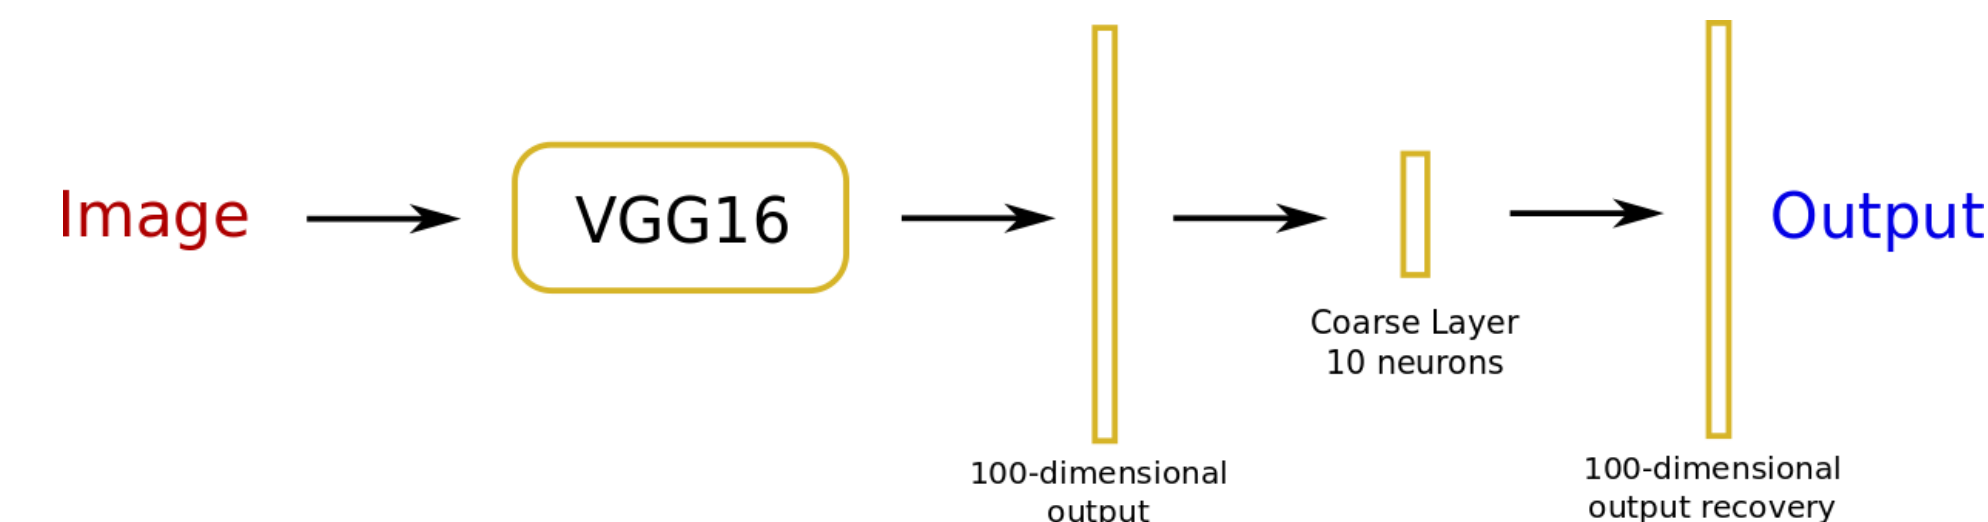 Image
VGG16
100-dimensional
output
Coarse Layer
10 neurons
100-dimensional
output recovery
Output